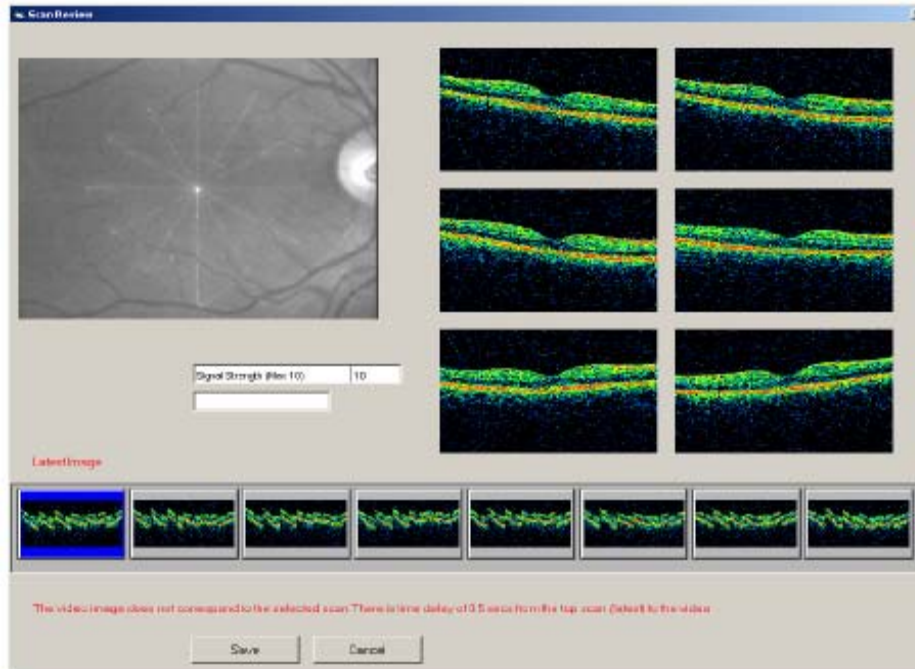 Scan Review
Signal Strength (Max 10) 10
Latest Image
The video image does not correspond to the selected scan. There is time delay of 0.5 secs from the top scan (latest) to the video
Save
Cancel